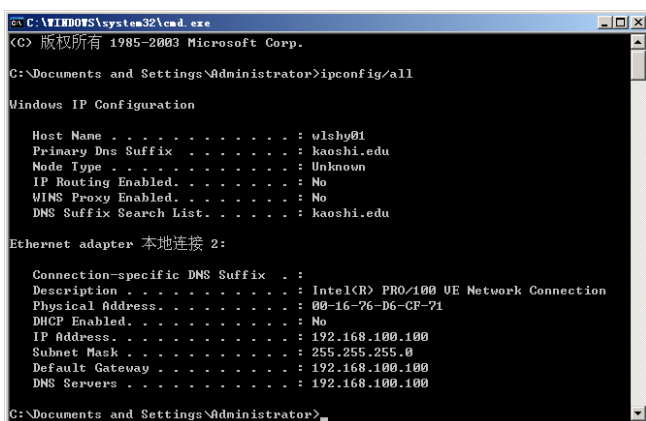 C:\WINDOWS\system32\cmd.exe
(C) 版权所有 1985-2003 Microsoft Corp.
C:\Documents and Settings\Administrator>ipconfig/all
Windows IP Configuration
Host Name . . . . . . . . . . . . : wlshy01
Primary Dns Suffix . . . . . . . : kaoshi.edu
Node Type . . . . . . . . . . . . : Unknown
IP Routing Enabled. . . . . . . . : No
WINS Proxy Enabled. . . . . . . . : No
DNS Suffix Search List. . . . . . : kaoshi.edu
Ethernet adapter 本地连接 2:
Connection-specific DNS Suffix . :
Description . . . . . . . . . . . : Intel(R) PRO/100 VE Network Connection
Physical Address. . . . . . . . . : 00-16-76-D6-CF-71
DHCP Enabled. . . . . . . . . . . : No
IP Address. . . . . . . . . . . . : 192.168.100.100
Subnet Mask . . . . . . . . . . . : 255.255.255.0
Default Gateway . . . . . . . . . : 192.168.100.100
DNS Servers . . . . . . . . . . . : 192.168.100.100
C:\Documents and Settings\Administrator>_